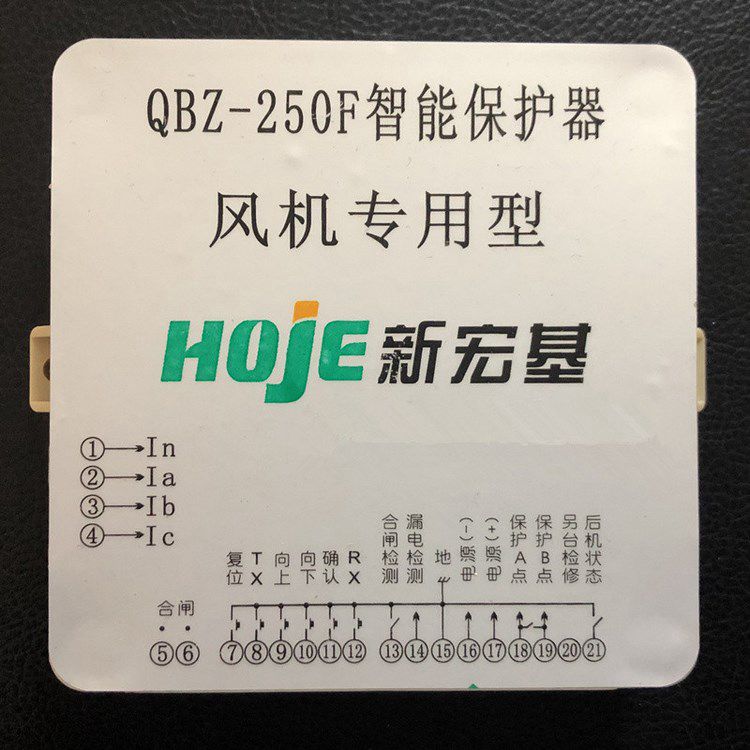 QBZ-250F智能保护器
风机专用型
HOJE新宏基
①→In
②→Ia
③→Ib
④→Ic
合闸
⑤⑥
复位
TX
向上
向下
确认
RX
合闸检测
漏电检测
地
电源(-)
电源(+)
保护A点
保护B点
另台检修
后机状态
⑦⑧⑨⑩⑪⑫⑬⑭⑮⑯⑰⑱⑲⑳㉑